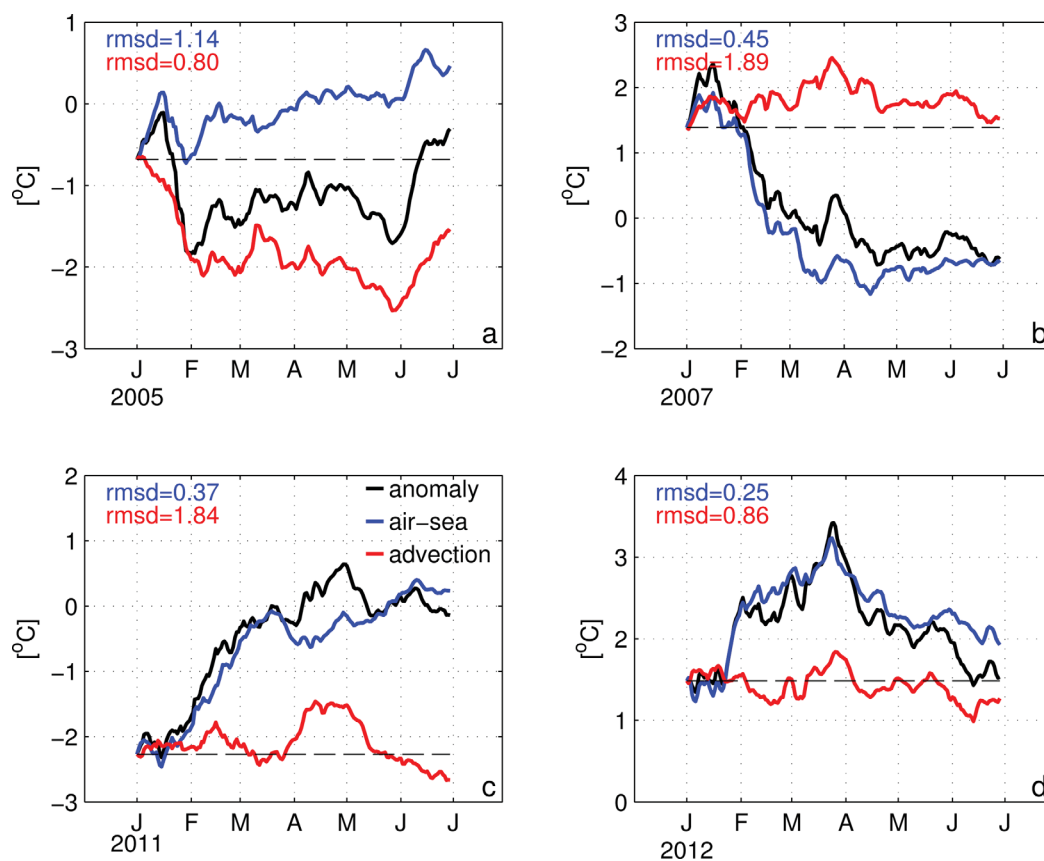 1
0
−1
−2
−3
[°C]
rmsd=1.14
rmsd=0.80
a
J F M A M J J
2005
3
2
1
0
−1
−2
[°C]
rmsd=0.45
rmsd=1.89
b
J F M A M J J
2007
2
1
0
−1
−2
−3
[°C]
rmsd=0.37
rmsd=1.84
anomaly
air−sea
advection
c
J F M A M J J
2011
4
3
2
1
0
[°C]
rmsd=0.25
rmsd=0.86
d
J F M A M J J
2012